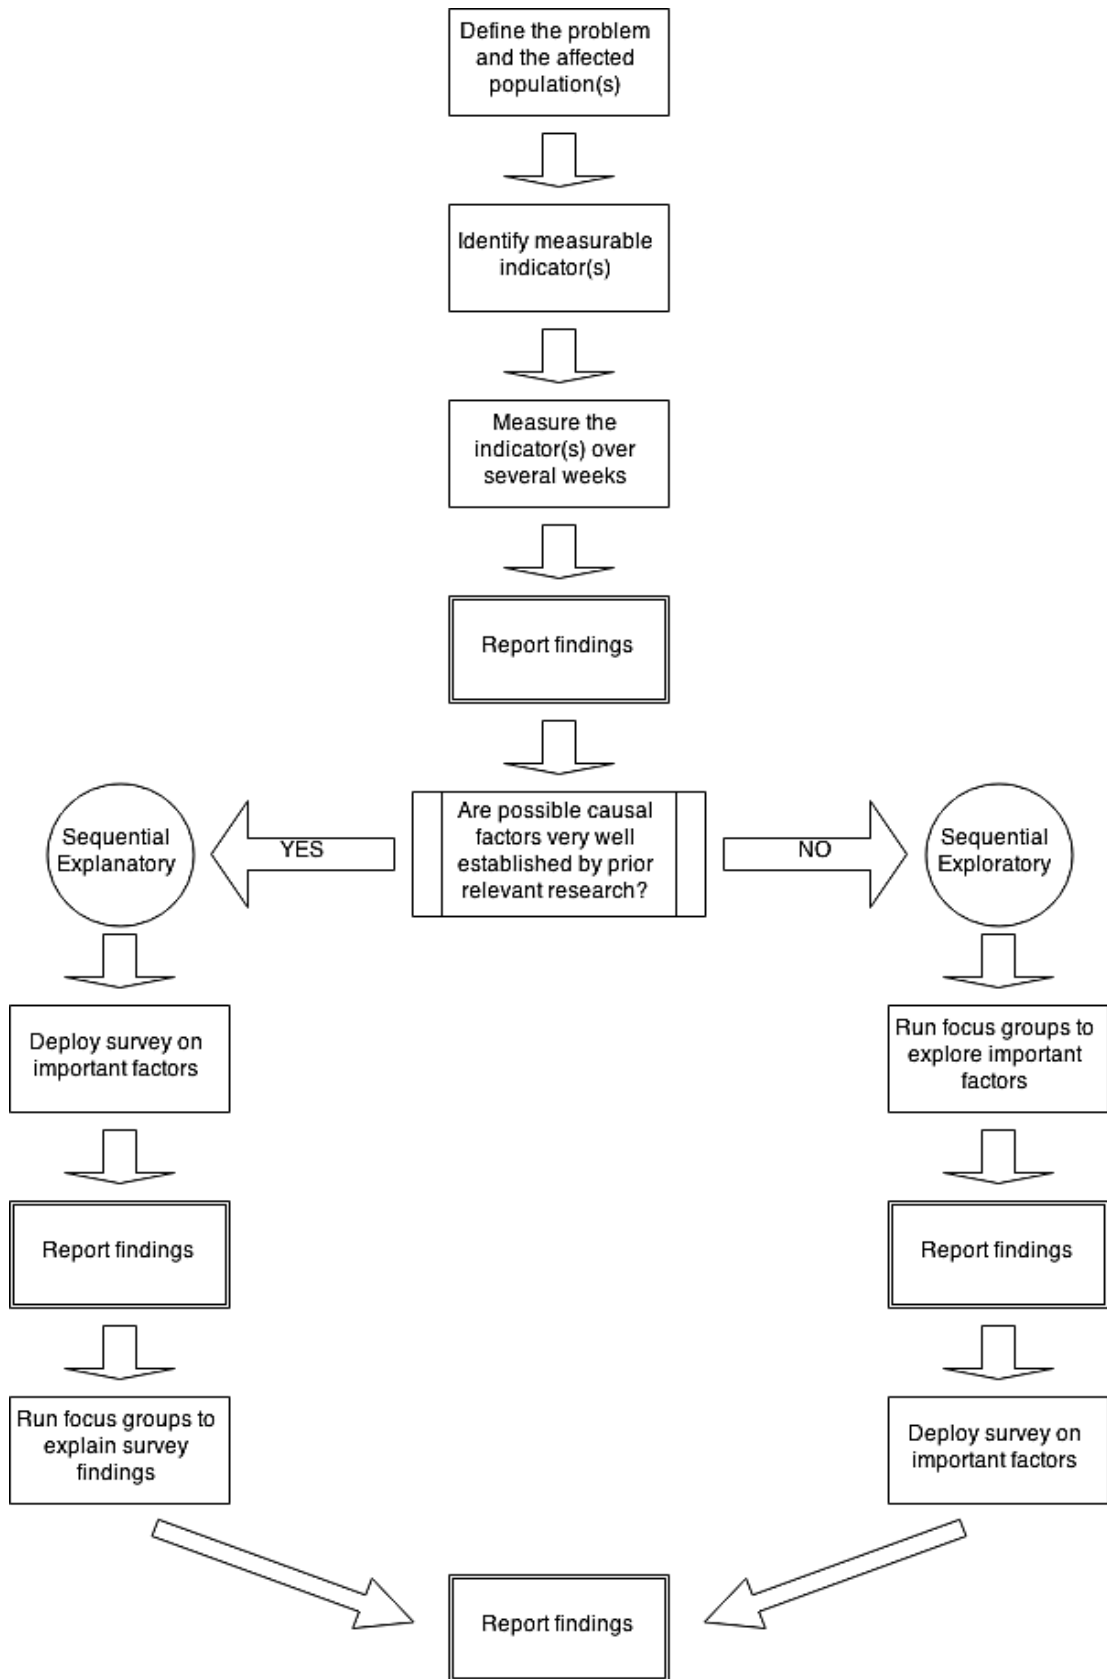 Define the problem
and the affected
population(s)
Identify measurable
indicator(s)
Measure the
indicator(s) over
several weeks
Report findings
Are possible causal
factors very well
established by prior
relevant research?
YES
NO
Sequential
Explanatory
Sequential
Exploratory
Deploy survey on
important factors
Run focus groups to
explore important
factors
Report findings
Report findings
Run focus groups to
explain survey
findings
Deploy survey on
important factors
Report findings